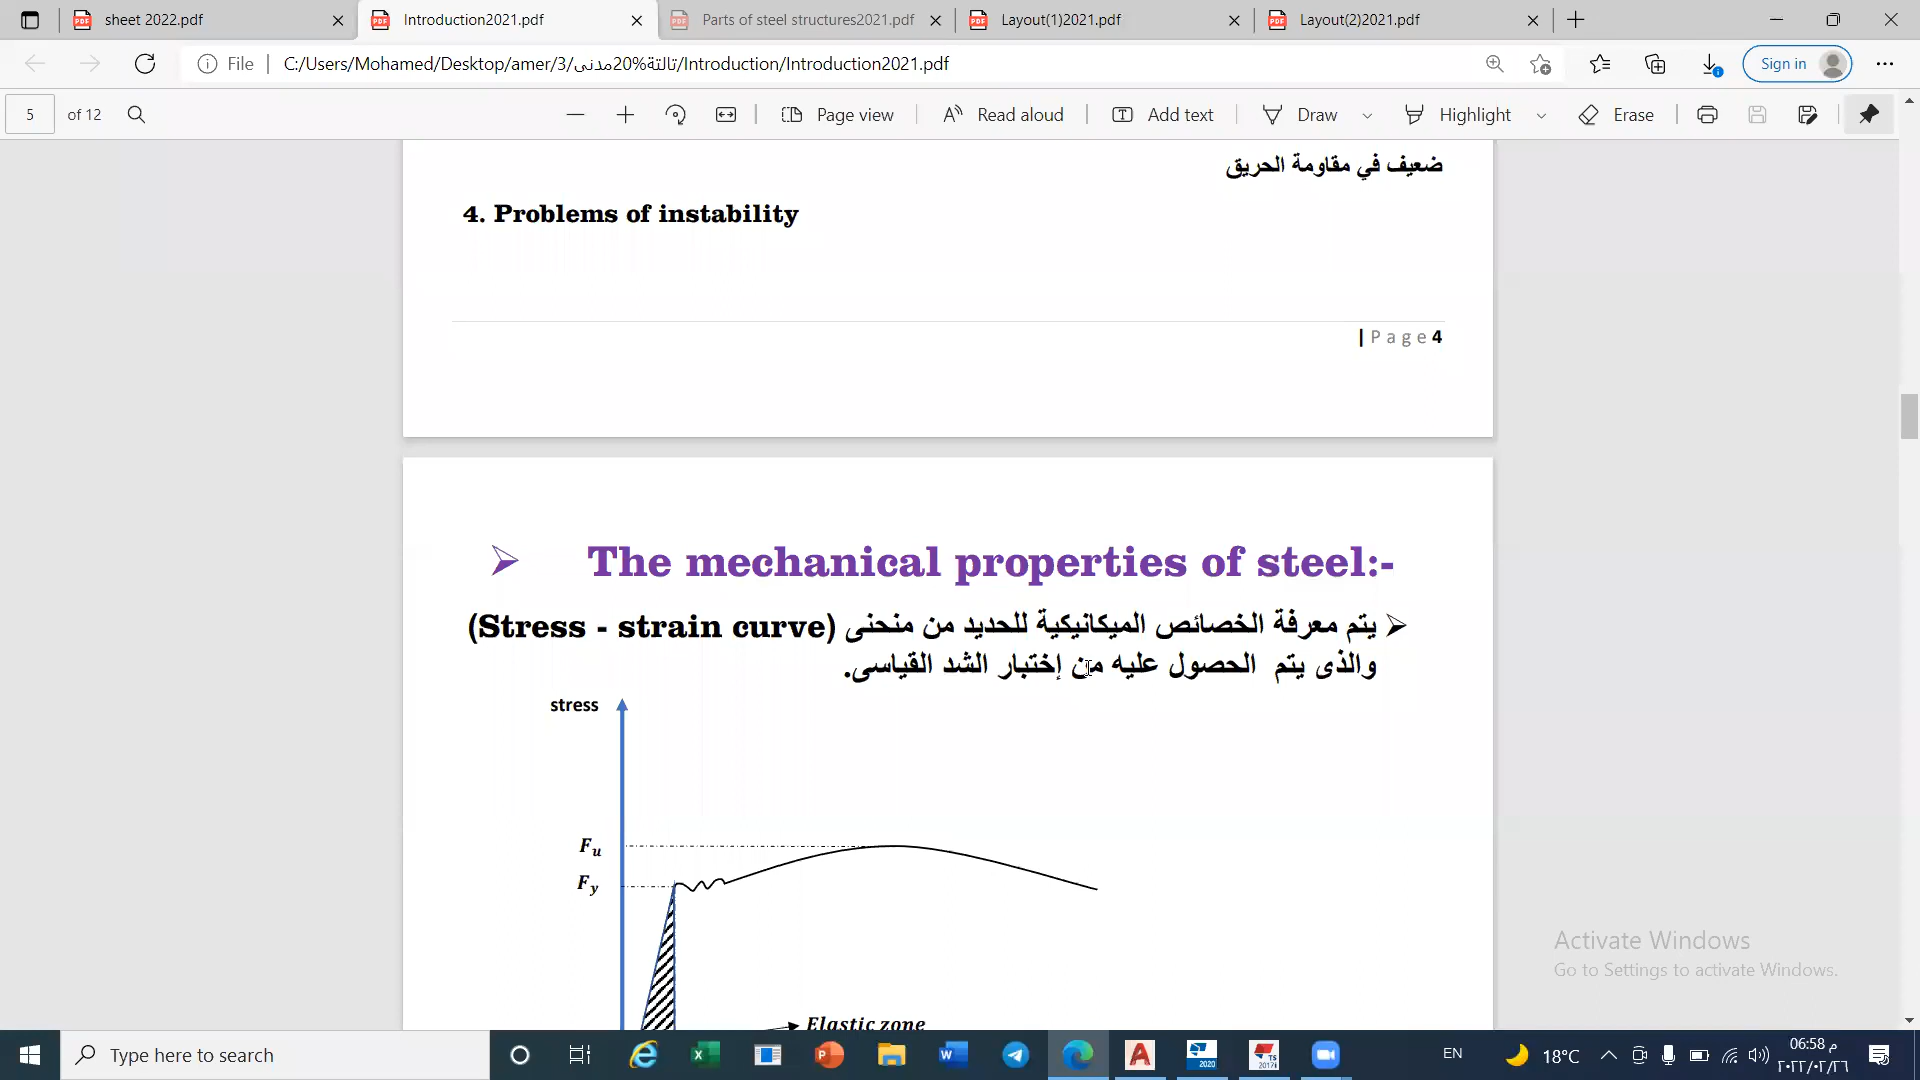 sheet 2022.pdf
Introduction2021.pdf
Parts of steel structures2021.pdf
Layout(1)2021.pdf
Layout(2)2021.pdf
File
C:/Users/Mohamed/Desktop/amer/3/ثالثة%20مدنى/Introduction/Introduction2021.pdf
Sign in
5
of 12
Page view
Read aloud
Add text
Draw
Highlight
Erase
ضعيف في مقاومة الحريق
4. Problems of instability
| Page 4
The mechanical properties of steel:-
يتم معرفة الخصائص الميكانيكية للحديد من منحنى (Stress - strain curve)
والذى يتم الحصول عليه من إختبار الشد القياسى.
stress
Fu
Fy
Elastic zone
Activate Windows
Go to Settings to activate Windows.
Type here to search
EN
18°C
06:58 م
٢٠٢٢/٠٢/٢٦